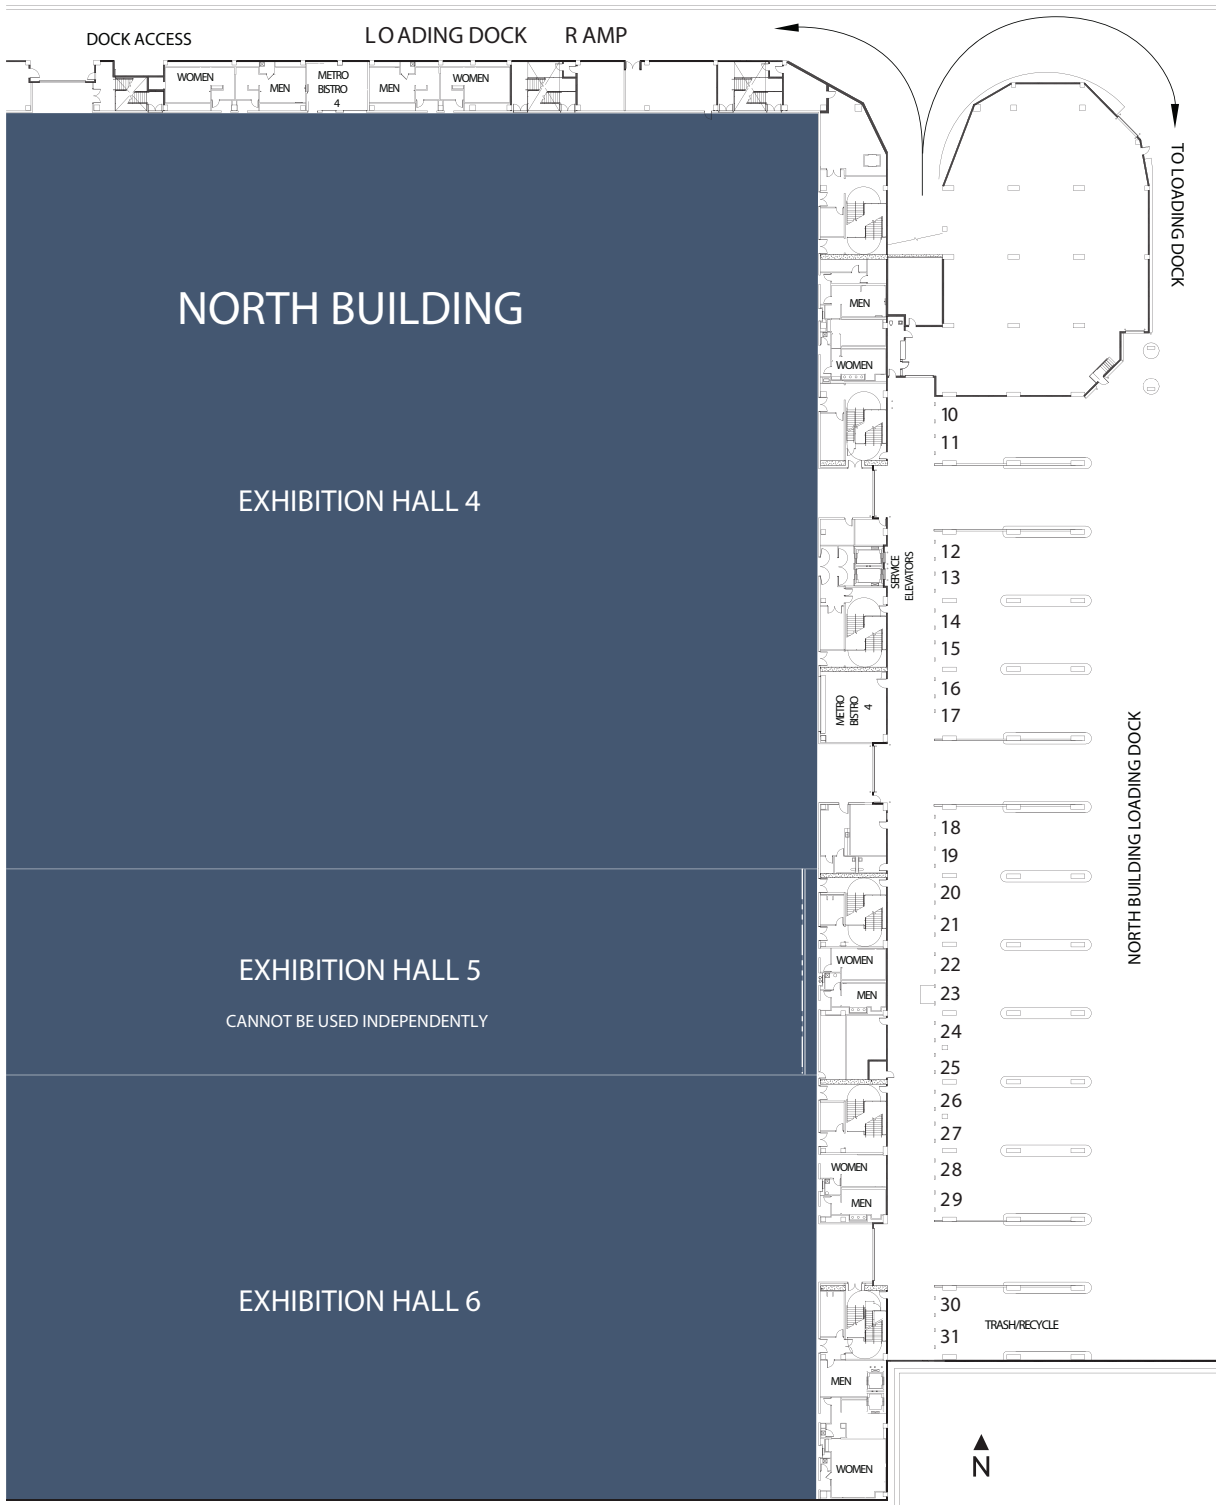 DOCK ACCESS
LOADING DOCK RAMP
WOMEN
MEN
METRO
BISTRO
4
MEN
WOMEN
TO LOADING DOCK
NORTH BUILDING
MEN
WOMEN
10
11
EXHIBITION HALL 4
SERVICE
ELEVATORS
12
13
14
15
16
17
METRO
BISTRO
4
NORTH BUILDING LOADING DOCK
18
19
20
21
22
23
24
25
26
27
28
29
EXHIBITION HALL 5
CANNOT BE USED INDEPENDENTLY
WOMEN
MEN
WOMEN
MEN
EXHIBITION HALL 6
30
31
TRASH/RECYCLE
MEN
WOMEN
N